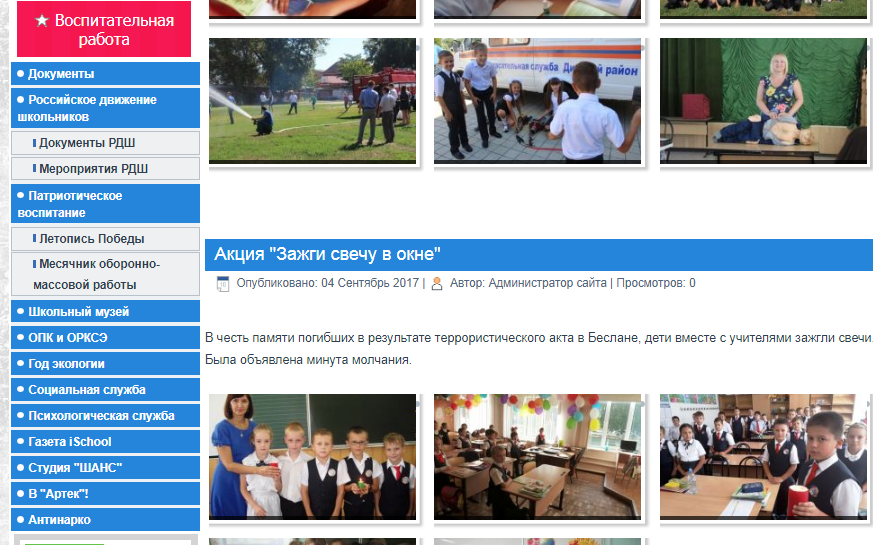 Воспитательная
работа
Документы
Российское движение
школьников
Документы РДШ
Мероприятия РДШ
Патриотическое
воспитание
Летопись Победы
Месячник оборонно-
массовой работы
Школьный музей
ОПК и ОРКСЭ
Год экологии
Социальная служба
Психологическая служба
Газета iSchool
Студия "ШАНС"
В "Артек"!
Антинарко
служба Ди
район
Акция "Зажги свечу в окне"
Опубликовано: 04 Сентябрь 2017 | Автор: Администратор сайта | Просмотров: 0
В честь памяти погибших в результате террористического акта в Беслане, дети вместе с учителями зажгли свечи.
Была объявлена минута молчания.